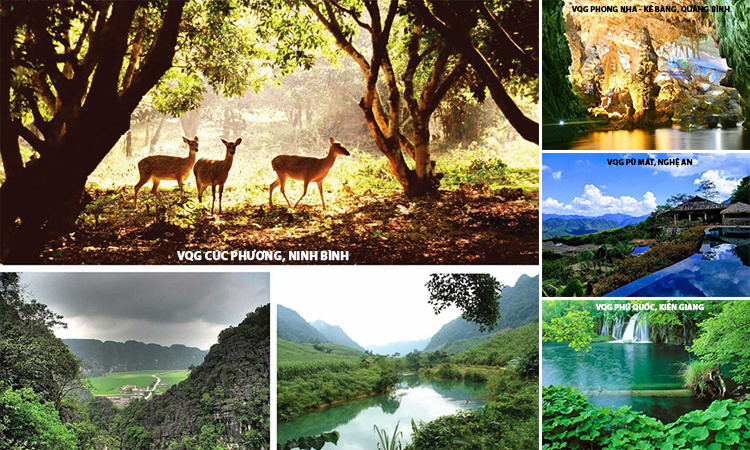 VQG CÚC PHƯƠNG, NINH BÌNH
VQG PHONG NHA - KẺ BÀNG, QUẢNG BÌNH
VQG PÙ MÁT, NGHỆ AN
VQG PHÚ QUỐC, KIÊN GIANG